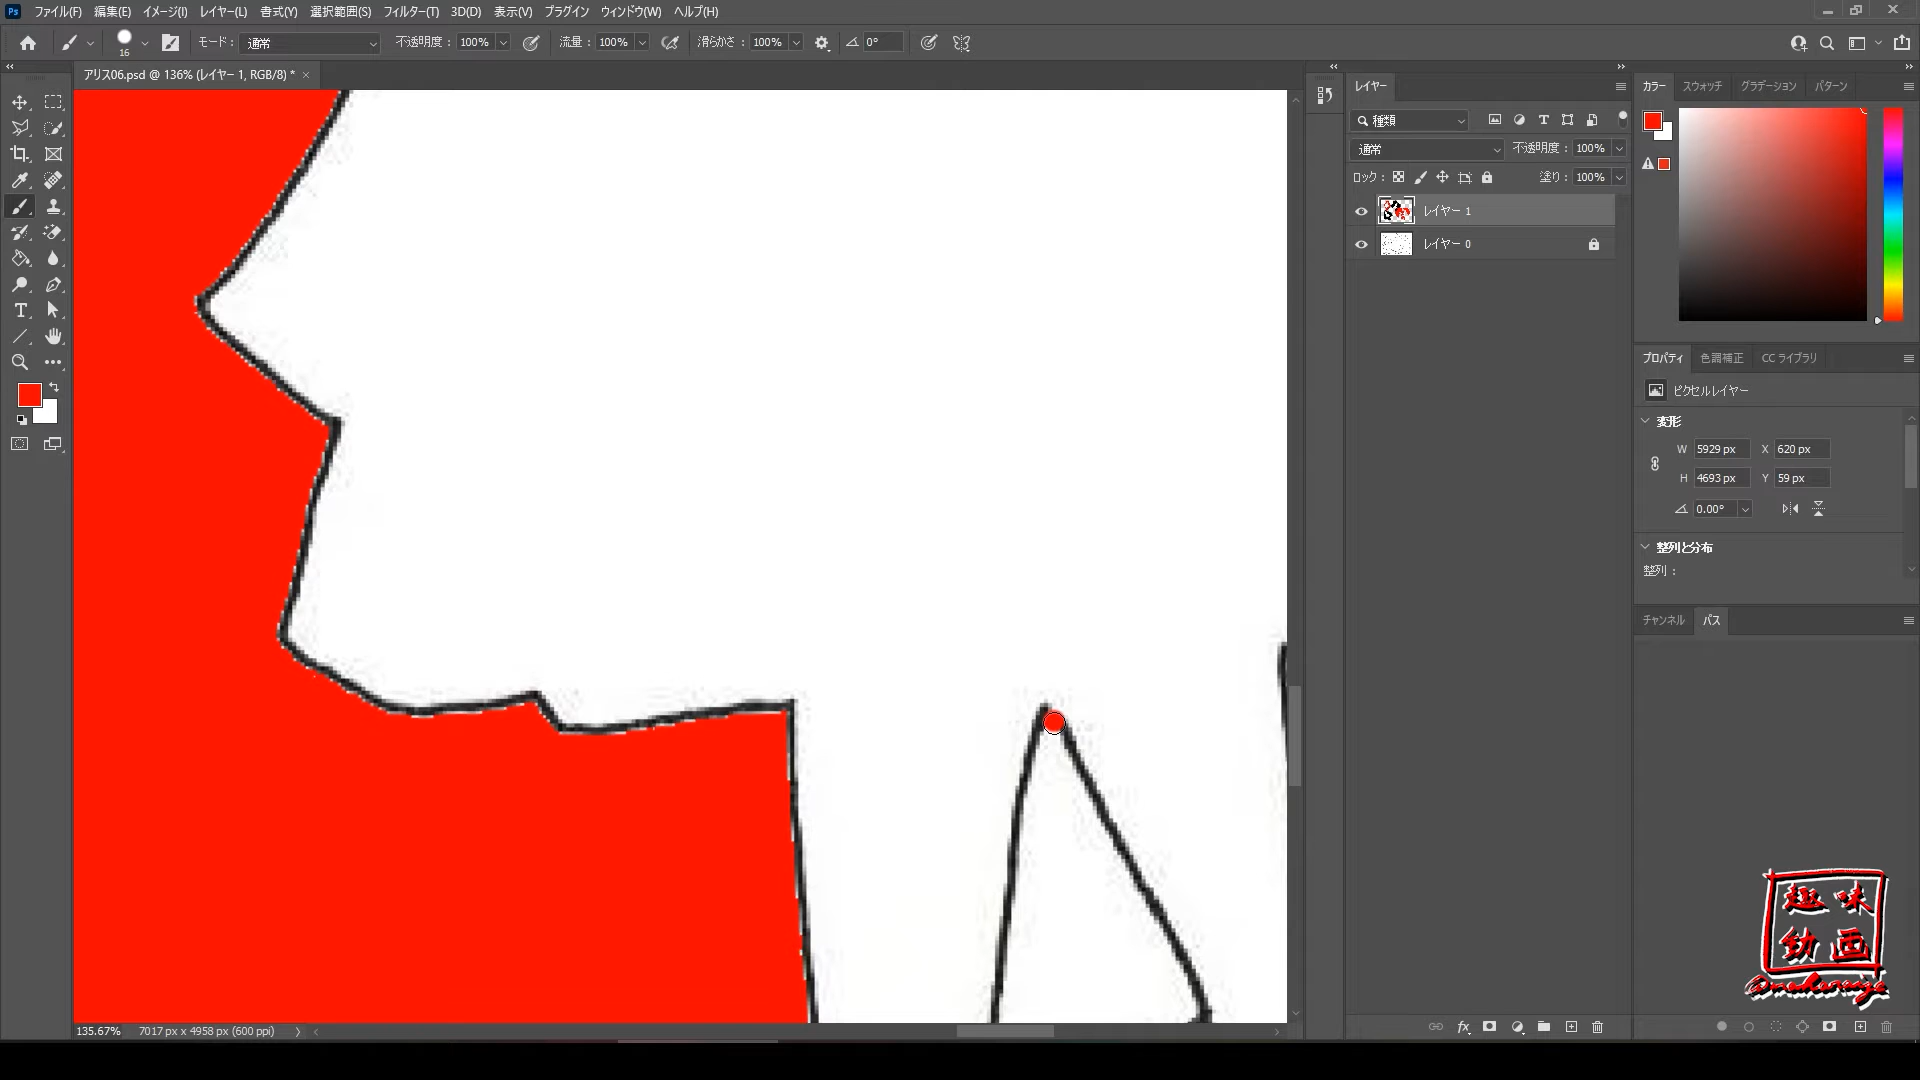 Ps ファイル(F) 編集(E) イメージ(I) レイヤー(L) 書式(Y) 選択範囲(S) フィルター(T) 3D(D) 表示(V) プラグイン ウィンドウ(W) ヘルプ(H)
16 モード： 通常 不透明度： 100% 流量： 100% 滑らかさ： 100% 0°
アリス06.psd @ 136% (レイヤー 1, RGB/8) *
レイヤー
種類
通常 不透明度： 100%
ロック： 塗り： 100%
レイヤー 1
レイヤー 0
カラー スウォッチ グラデーション パターン
プロパティ 色調補正 CC ライブラリ
ピクセルレイヤー
変形
W 5929 px X 620 px
H 4693 px Y 59 px
0.00°
整列と分布
整列：
チャンネル パス
趣味
動画
135.67% 7017 px x 4958 px (600 ppi)